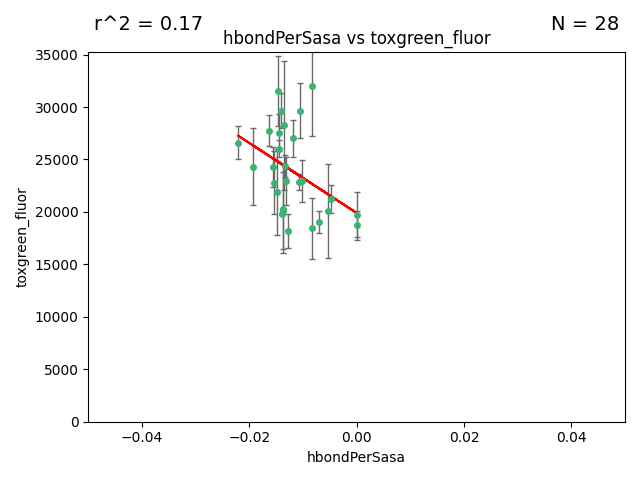 r^2 = 0.17
N = 28
hbondPerSasa vs toxgreen_fluor
35000
30000
25000
20000
15000
10000
5000
0
toxgreen_fluor
−0.04
−0.02
0.00
0.02
0.04
hbondPerSasa